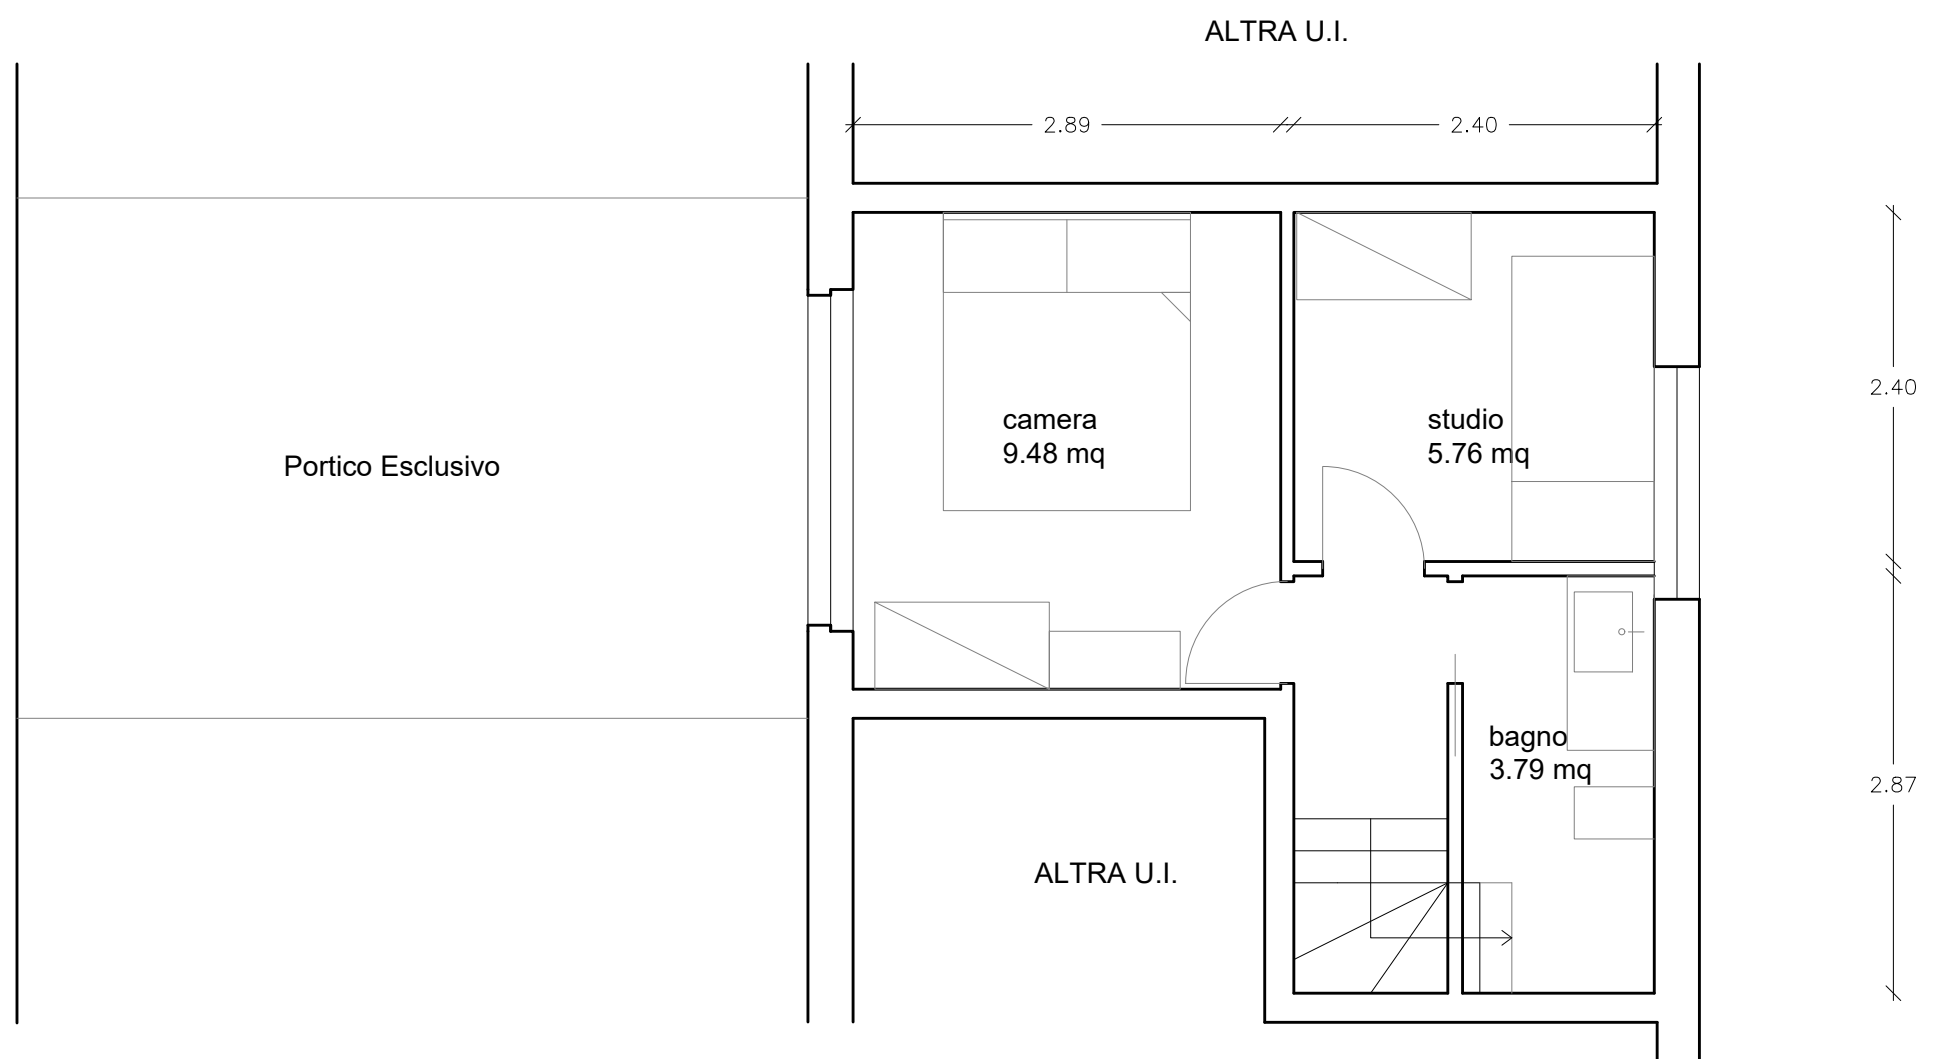 ALTRA U.I.
2.89
2.40
2.40
camera
9.48 mq
studio
5.76 mq
Portico Esclusivo
bagno
3.79 mq
2.87
ALTRA U.I.